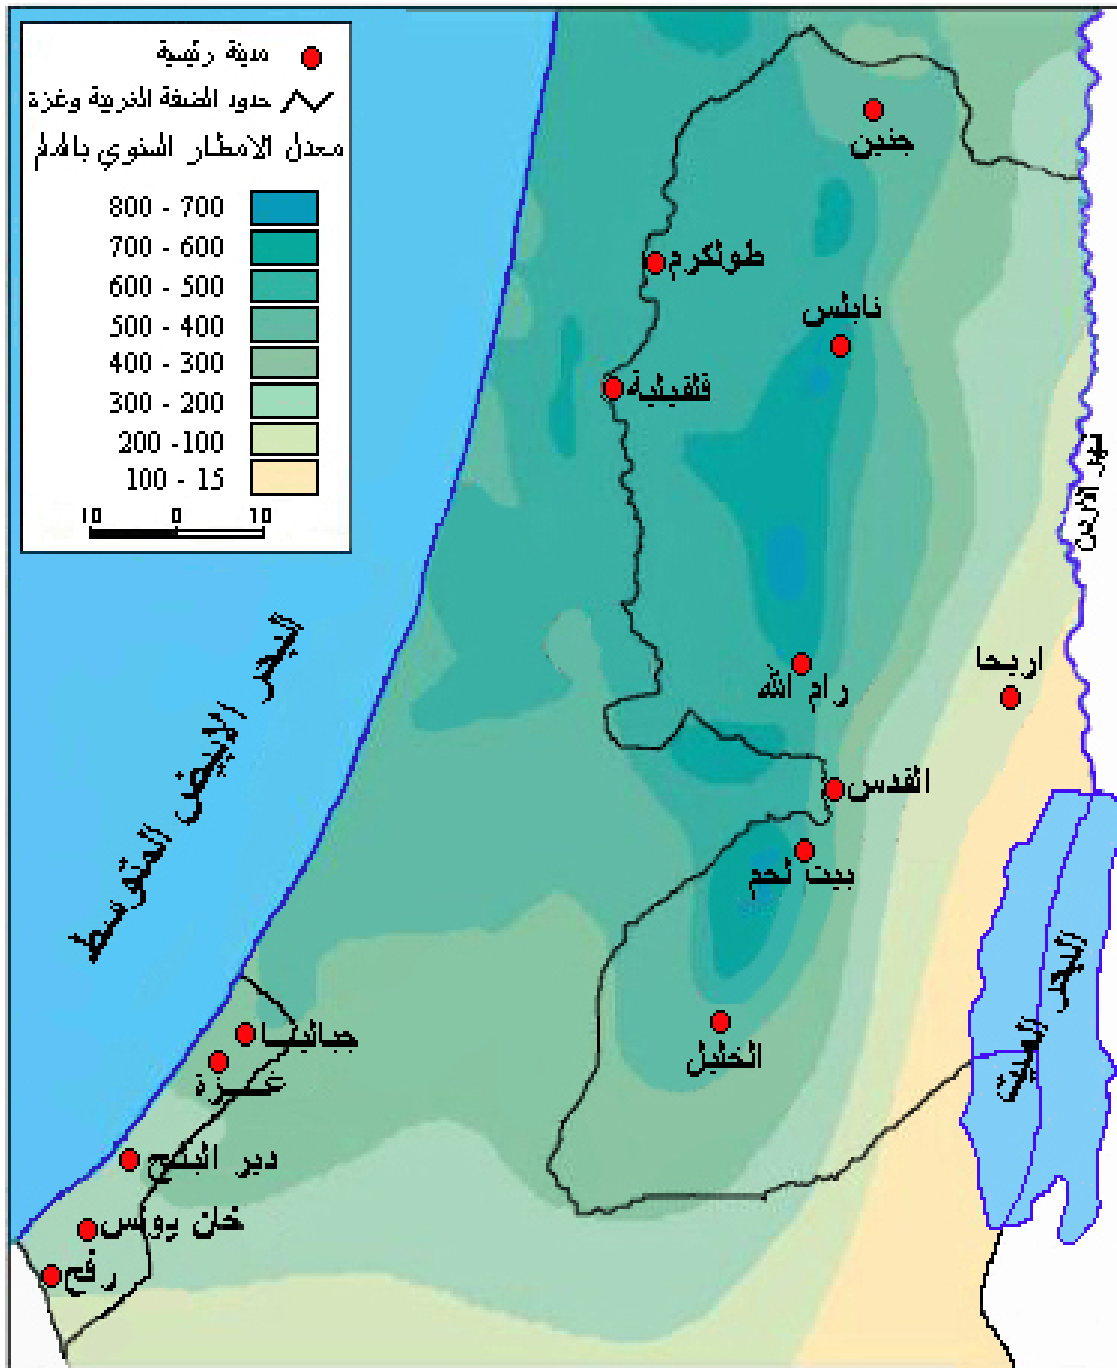 مدينة رئيسية
حدود الضفة الغربية وغزة
معدل الامطار السنوي بالملم
800 - 700
700 - 600
600 - 500
500 - 400
400 - 300
300 - 200
200 -100
100 - 15
10 0 10
جنين
طولكرم
نابلس
قلقيلية
نهر الاردن
البحر الابيض المتوسط
اريحا
رام الله
القدس
بيت لحم
البحر الميت
الخليل
جباليـــا
غـــزة
دير البلح
خان يونس
رفح